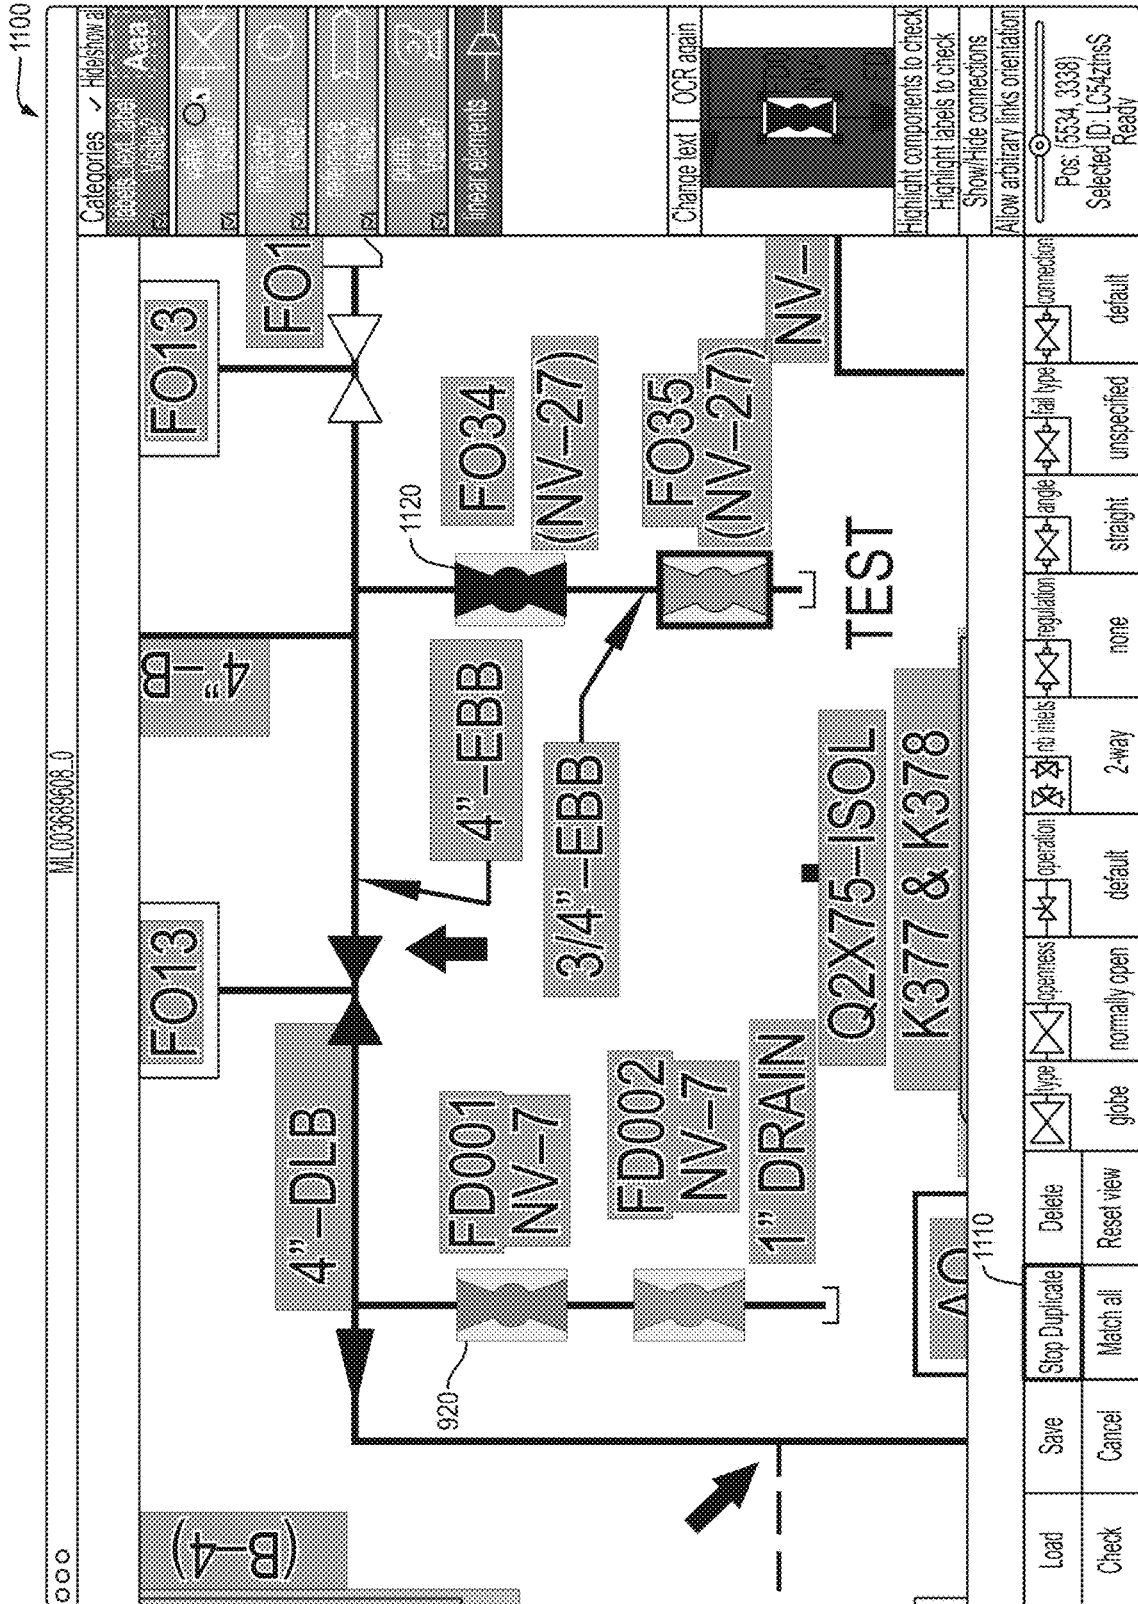 1100
ML003689608_0
Categories ✓ Hide/show all
Aaa
linear elements
Change text
OCR again
Highlight components to check
Highlight labels to check
Show/Hide connections
Allow arbitrary links orientation
Pos: (5534, 3338)
Selected ID: LC54ztnsS
Ready
(B–4)
FO13
4"–B
FO13
FO1
4"–DLB
4"–EBB
1120
FO34
(NV–27)
920
FD001
NV–7
3/4"–EBB
FO35
(NV–27)
FD002
NV–7
NV–
1" DRAIN
TEST
Q2X75–ISOL
K377 & K378
AO
1110
Load
Save
Stop Duplicate
Delete
type
openness
operation
nb inlets
regulation
angle
fail type
connection
Check
Cancel
Match all
Reset view
globe
normally open
default
2-way
none
straight
unspecified
default